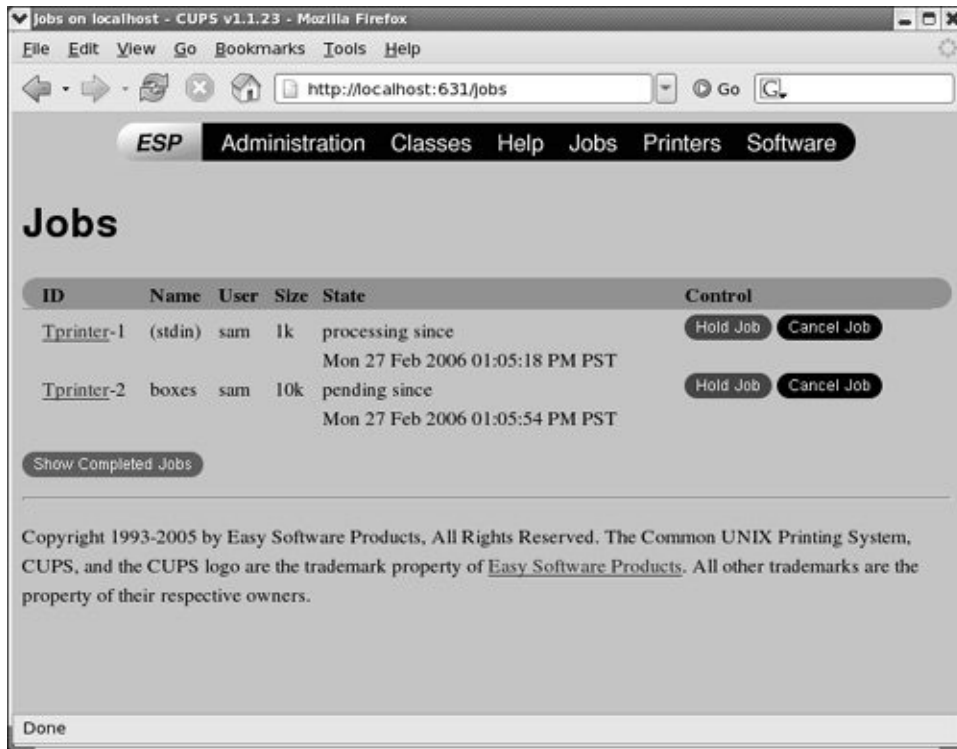 Jobs on localhost - CUPS v1.1.23 - Mozilla Firefox
File Edit View Go Bookmarks Tools Help
http://localhost:631/jobs Go G
ESP Administration Classes Help Jobs Printers Software
Jobs
ID Name User Size State Control
Tprinter-1 (stdin) sam 1k processing since Hold Job Cancel Job
Mon 27 Feb 2006 01:05:18 PM PST
Tprinter-2 boxes sam 10k pending since Hold Job Cancel Job
Mon 27 Feb 2006 01:05:54 PM PST
Show Completed Jobs
Copyright 1993-2005 by Easy Software Products, All Rights Reserved. The Common UNIX Printing System,
CUPS, and the CUPS logo are the trademark property of Easy Software Products. All other trademarks are the
property of their respective owners.
Done